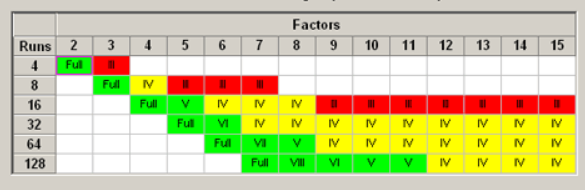 Factors
Runs 2 3 4 5 6 7 8 9 10 11 12 13 14 15
4 Full III
8 Full IV III III III
16 Full V IV IV IV III III III III III III III
32 Full VI IV IV IV IV IV IV IV IV IV
64 Full VII V IV IV IV IV IV IV IV
128 Full VIII VI V V IV IV IV IV